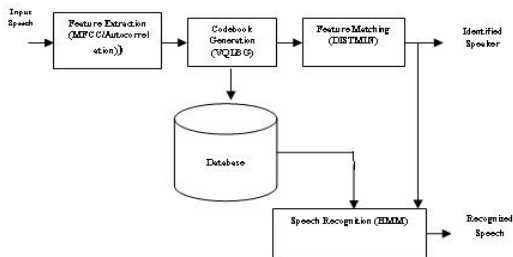 Input
Speech
Feature Extraction
(MFCC/Autocorrel
ation))
Codebook
Generation
(VQLBG)
Feature Matching
(DISTMIN)
Identified
Speaker
Database
Speech Recognition (HMM)
Recognized
Speech